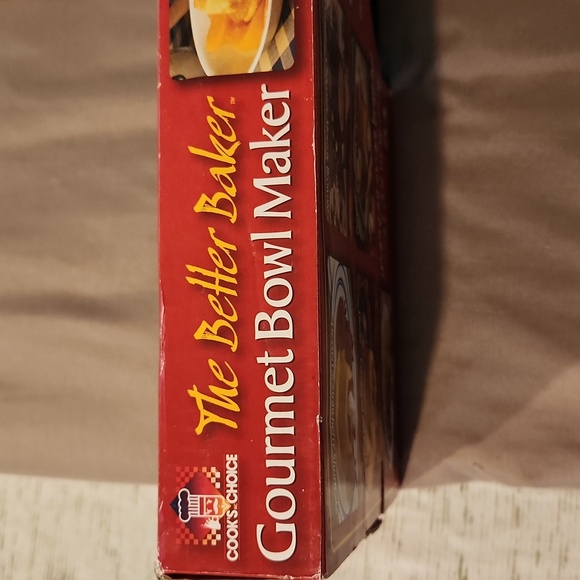 The Better Baker™
Gourmet Bowl Maker
COOK'S CHOICE